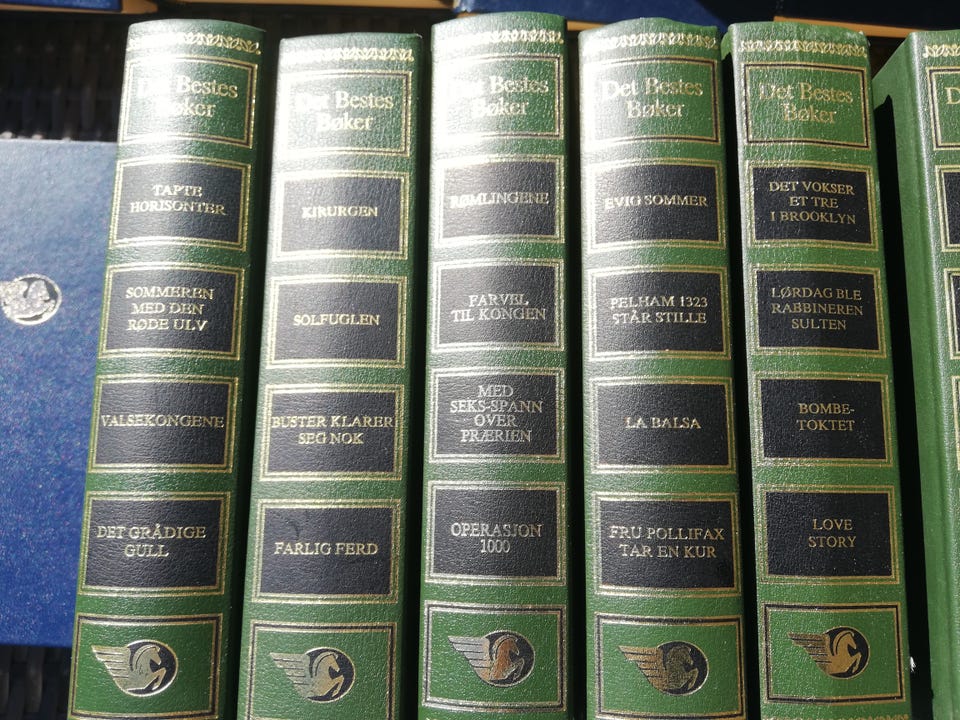 Det Bestes
Bøker
TAPTE
HORISONTER
SOMMEREN
MED DEN
RØDE ULV
VALSEKONGENE
DET GRÅDIGE
GULL
Det Bestes
Bøker
KIRURGEN
SOLFUGLEN
BUSTER KLARER
SEG NOK
FARLIG FERD
Det Bestes
Bøker
RØMLINGENE
FARVEL
TIL KONGEN
MED
SEKS-SPANN
OVER
PRÆRIEN
OPERASJON
1000
Det Bestes
Bøker
EVIG SOMMER
PELHAM 1323
STÅR STILLE
LA BALSA
FRU POLLIFAX
TAR EN KUR
Det Bestes
Bøker
DET VOKSER
ET TRE
I BROOKLYN
LØRDAG BLE
RABBINEREN
SULTEN
BOMBE-
TOKTET
LOVE
STORY
D